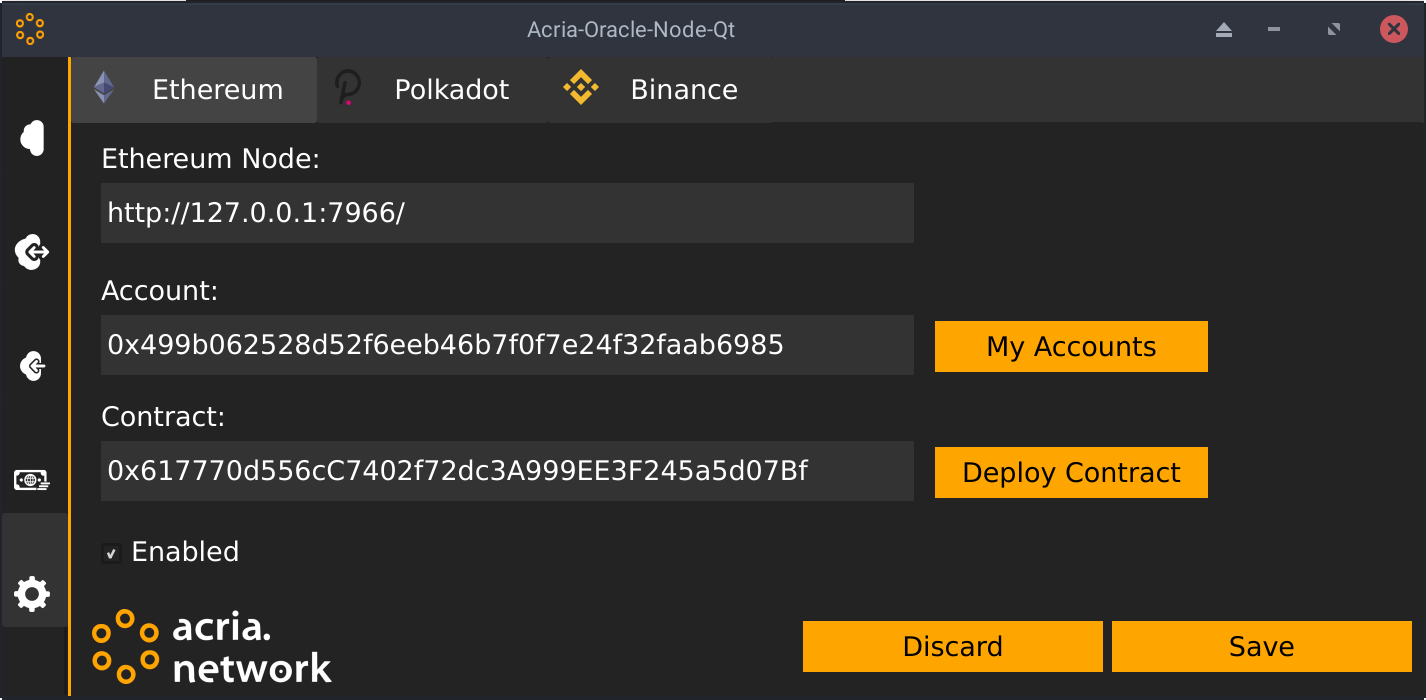 Acria-Oracle-Node-Qt
Ethereum
Polkadot
Binance
Ethereum Node:
http://127.0.0.1:7966/
Account:
0x499b062528d52f6eeb46b7f0f7e24f32faab6985
My Accounts
Contract:
0x617770d556cC7402f72dc3A999EE3F245a5d07Bf
Deploy Contract
Enabled
acria.
network
Discard
Save